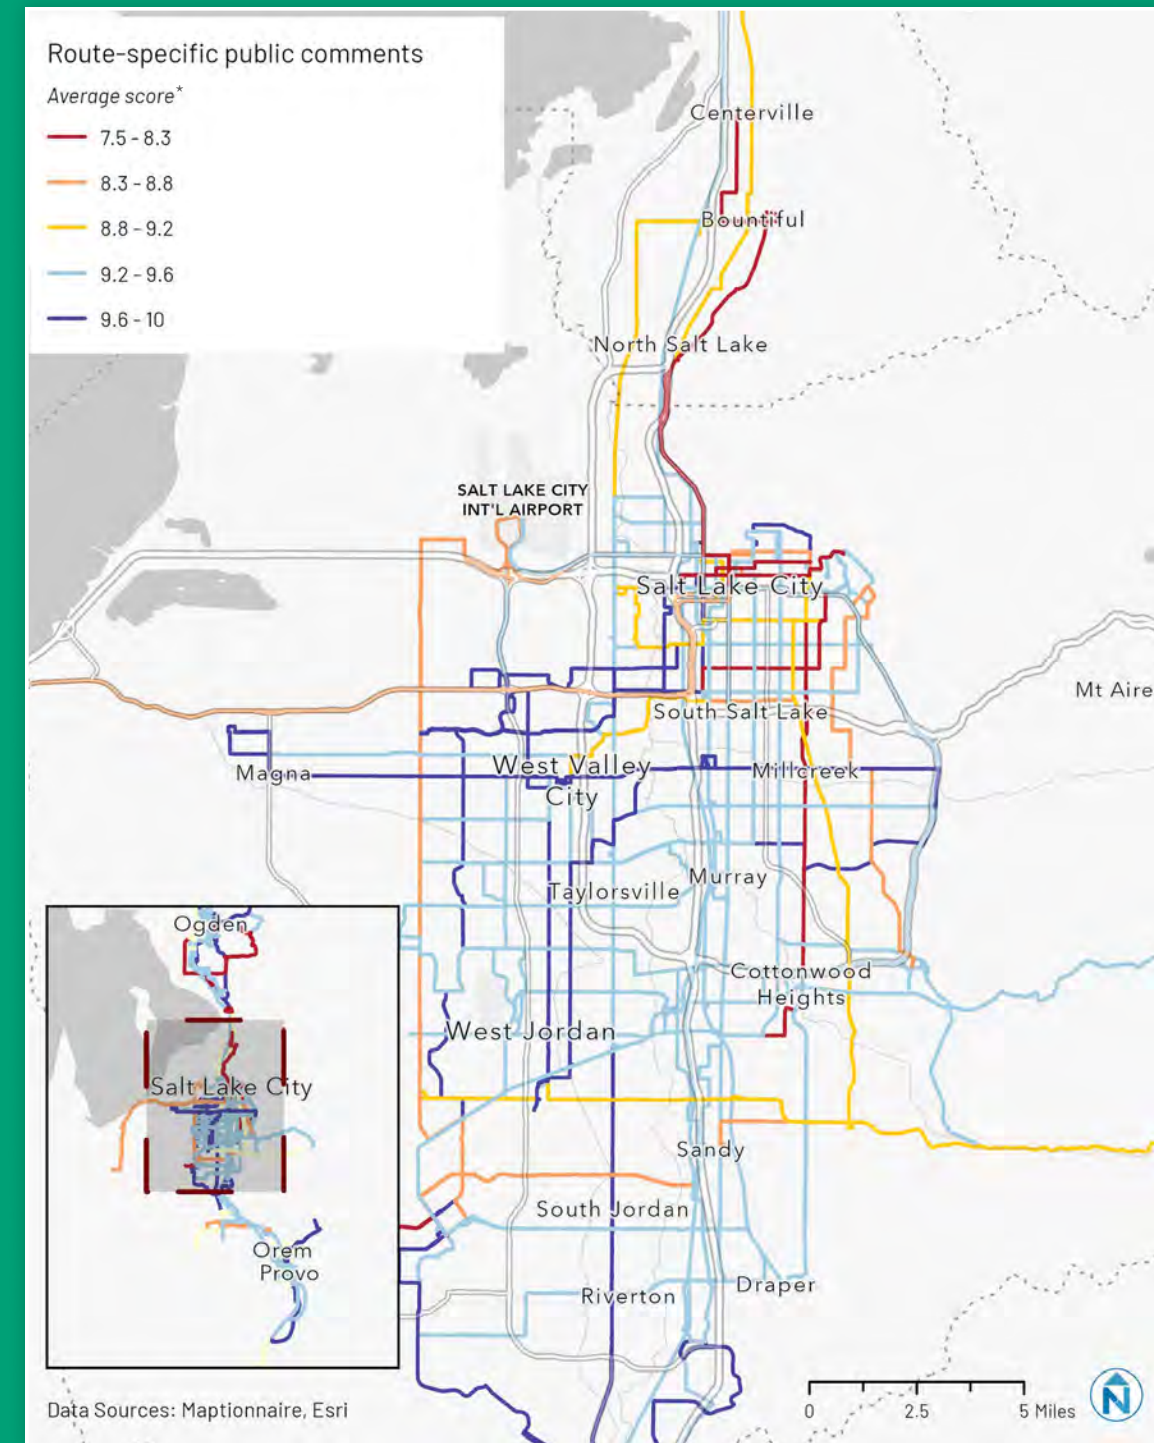 Route-specific public comments
Average score*
7.5 - 8.3
8.3 - 8.8
8.8 - 9.2
9.2 - 9.6
9.6 - 10
Centerville
Bountiful
North Salt Lake
SALT LAKE CITY
INT'L AIRPORT
Salt Lake City
Mt Aire
South Salt Lake
West Valley
City
Magna
Millcreek
Murray
Taylorsville
Cottonwood
Heights
West Jordan
Sandy
South Jordan
Riverton
Draper
Ogden
Salt Lake City
Orem
Provo
Data Sources: Maptionnaire, Esri
0 2.5 5 Miles
N